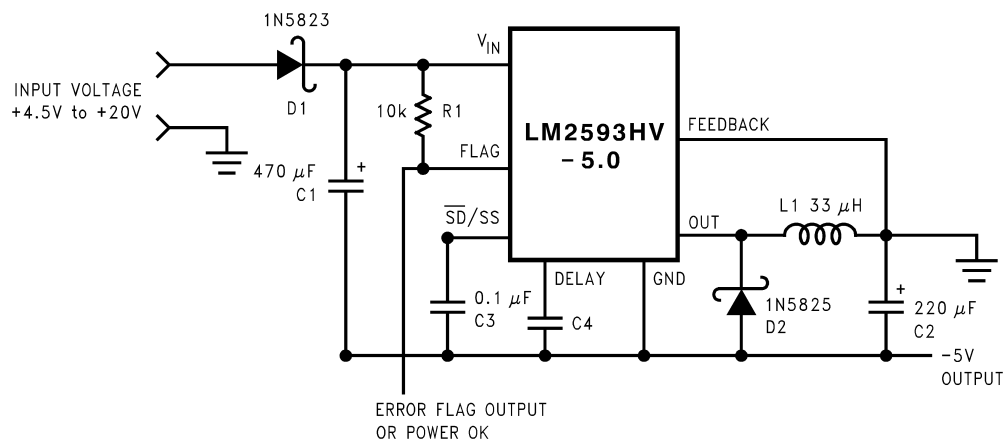 1N5823
D1
INPUT VOLTAGE
+4.5V to +20V
470 μF
C1
+
10k
R1
VIN
FLAG
SD/SS
LM2593HV
-5.0
FEEDBACK
OUT
DELAY
GND
0.1 μF
C3
C4
L1 33 μH
1N5825
D2
+
220 μF
C2
-5V
OUTPUT
ERROR FLAG OUTPUT
OR POWER OK